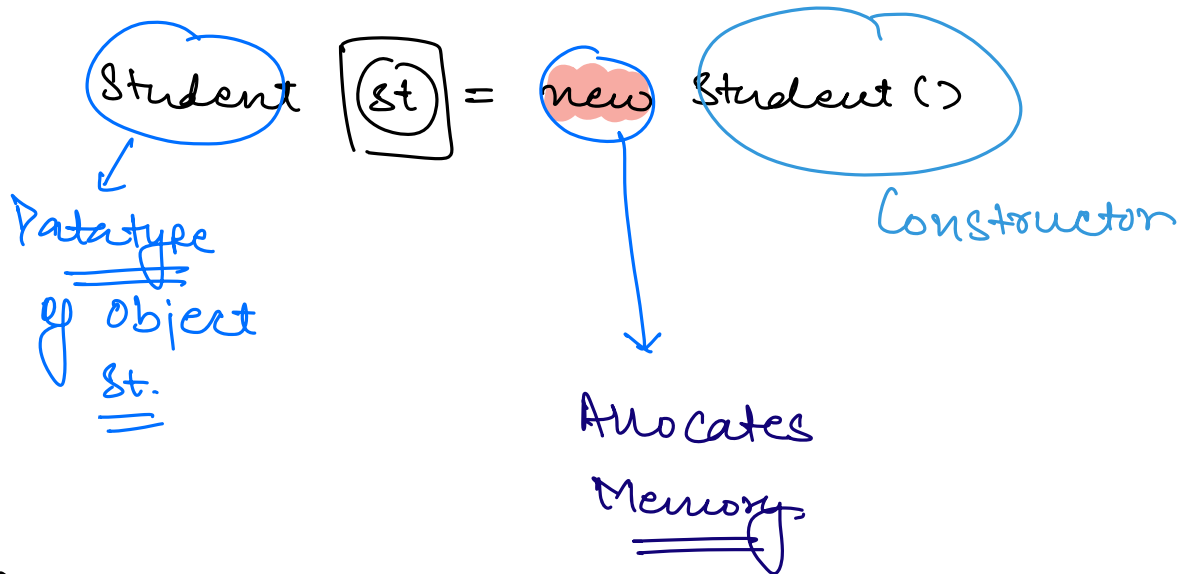 Student st = new Student ()
Datatype
of object
st.
Constructor
Allocates
Memory